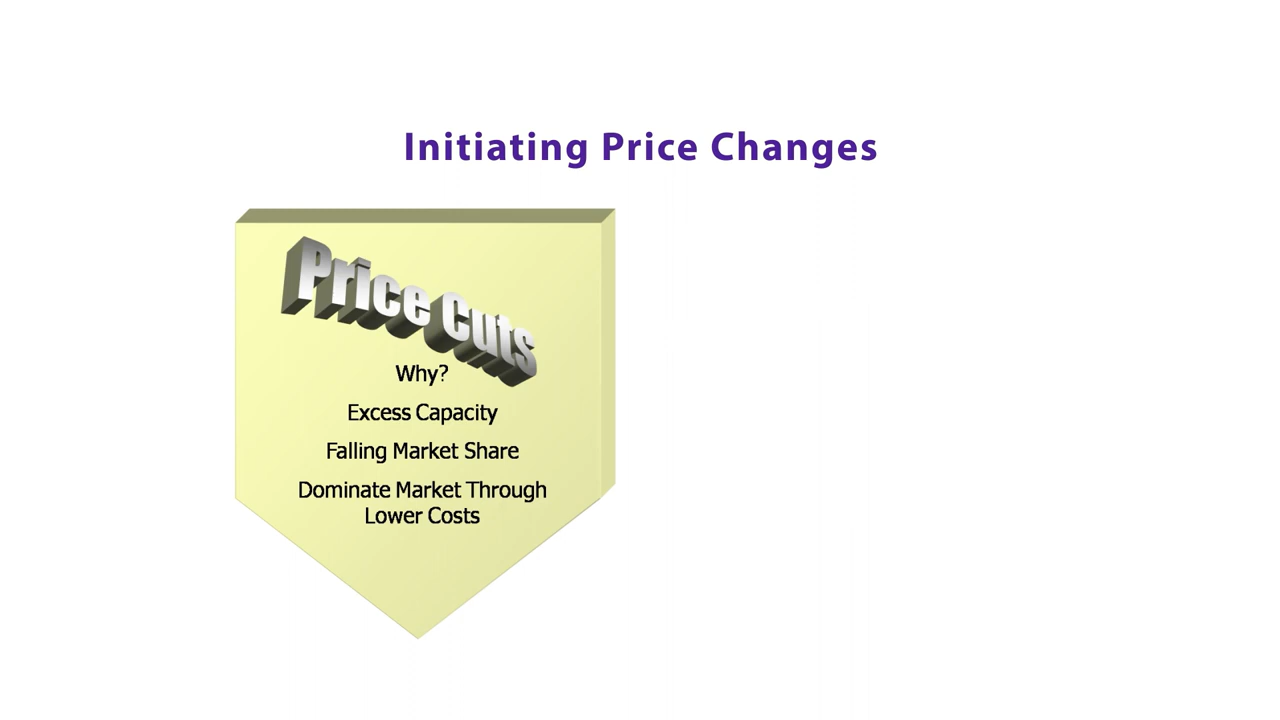 Initiating Price Changes
Price Cuts
Why?
Excess Capacity
Falling Market Share
Dominate Market Through
Lower Costs